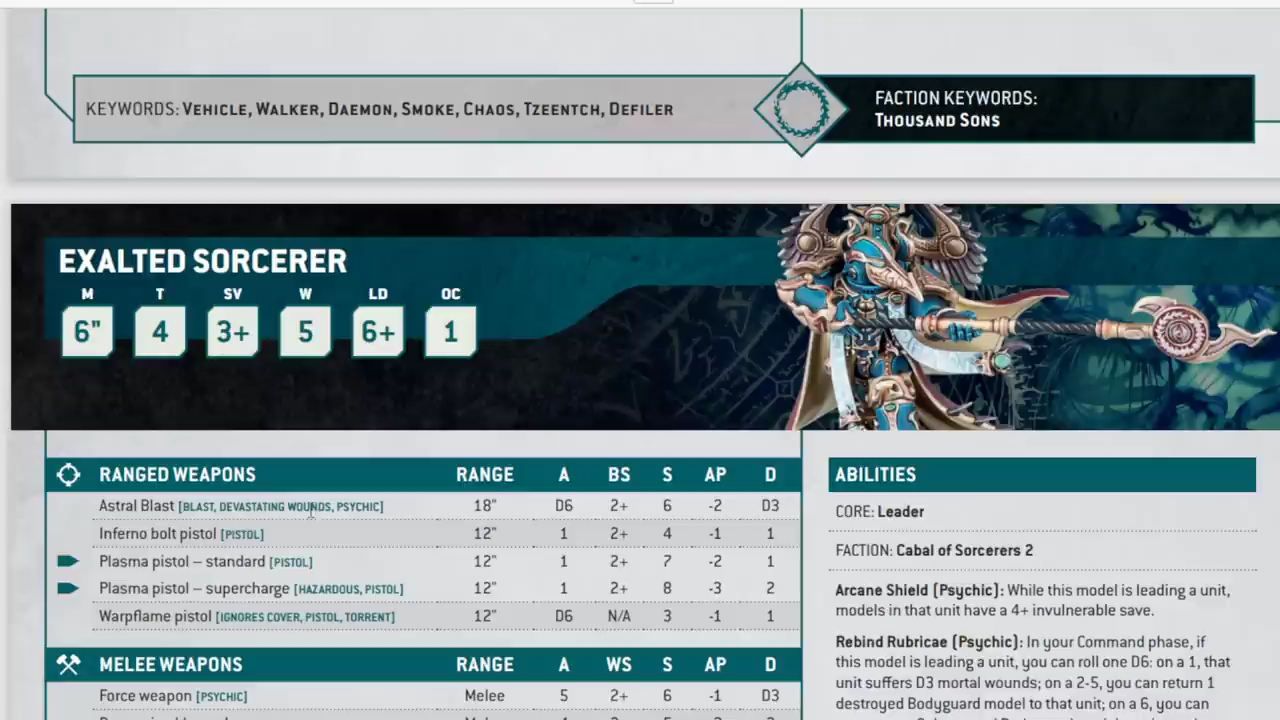 KEYWORDS: VEHICLE, WALKER, DAEMON, SMOKE, CHAOS, TZEENTCH, DEFILER
FACTION KEYWORDS:
THOUSAND SONS
EXALTED SORCERER
M T SV W LD OC
6" 4 3+ 5 6+ 1
RANGED WEAPONS RANGE A BS S AP D
Astral Blast [BLAST, DEVASTATING WOUNDS, PSYCHIC] 18" D6 2+ 6 -2 D3
Inferno bolt pistol [PISTOL] 12" 1 2+ 4 -1 1
Plasma pistol – standard [PISTOL] 12" 1 2+ 7 -2 1
Plasma pistol – supercharge [HAZARDOUS, PISTOL] 12" 1 2+ 8 -3 2
Warpflame pistol [IGNORES COVER, PISTOL, TORRENT] 12" D6 N/A 3 -1 1
MELEE WEAPONS RANGE A WS S AP D
Force weapon [PSYCHIC] Melee 5 2+ 6 -1 D3
ABILITIES
CORE: Leader
FACTION: Cabal of Sorcerers 2
Arcane Shield (Psychic): While this model is leading a unit,
models in that unit have a 4+ invulnerable save.
Rebind Rubricae (Psychic): In your Command phase, if
this model is leading a unit, you can roll one D6: on a 1, that
unit suffers D3 mortal wounds; on a 2-5, you can return 1
destroyed Bodyguard model to that unit; on a 6, you can